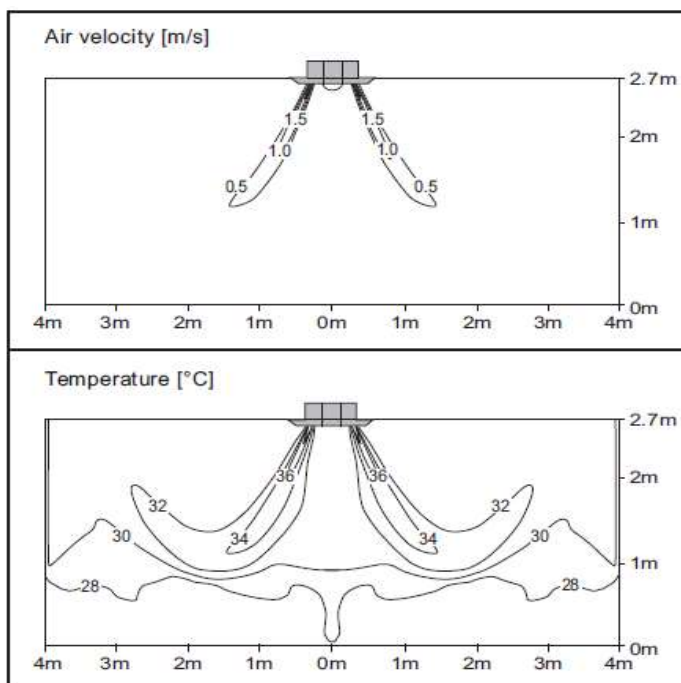 Air velocity [m/s]
2.7m
1.5 1.5
2m
1.0 1.0
0.5 0.5
1m
0m
4m 3m 2m 1m 0m 1m 2m 3m 4m
Temperature [°C]
2.7m
36 36
2m
32 32
30 34 34 30
1m
28 28
0m
4m 3m 2m 1m 0m 1m 2m 3m 4m